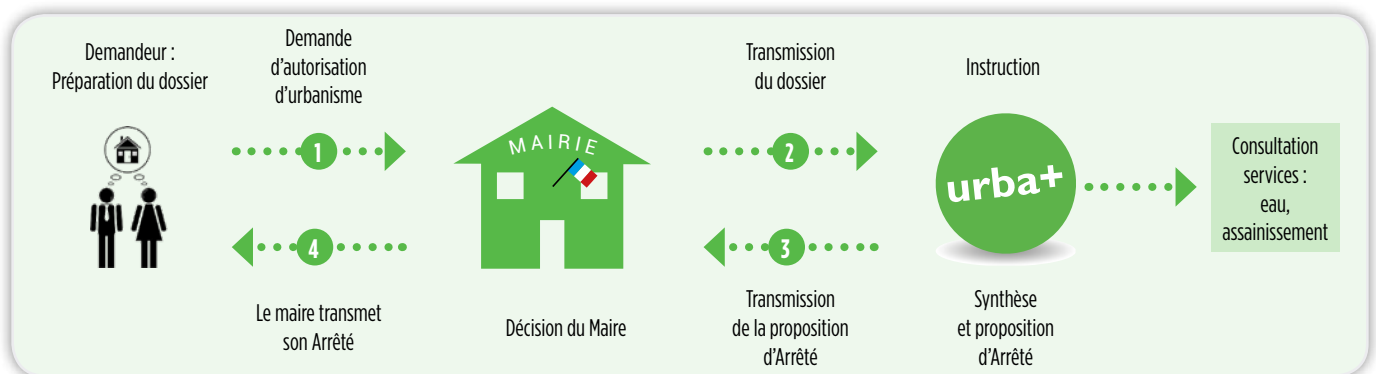 Demandeur :
Préparation du dossier
Demande
d’autorisation
d’urbanisme
1
MAIRIE
Transmission
du dossier
2
Instruction
urba+
Consultation
services :
eau,
assainissement
Synthèse
et proposition
d’Arrêté
3
Transmission
de la proposition
d’Arrêté
Décision du Maire
4
Le maire transmet
son Arrêté